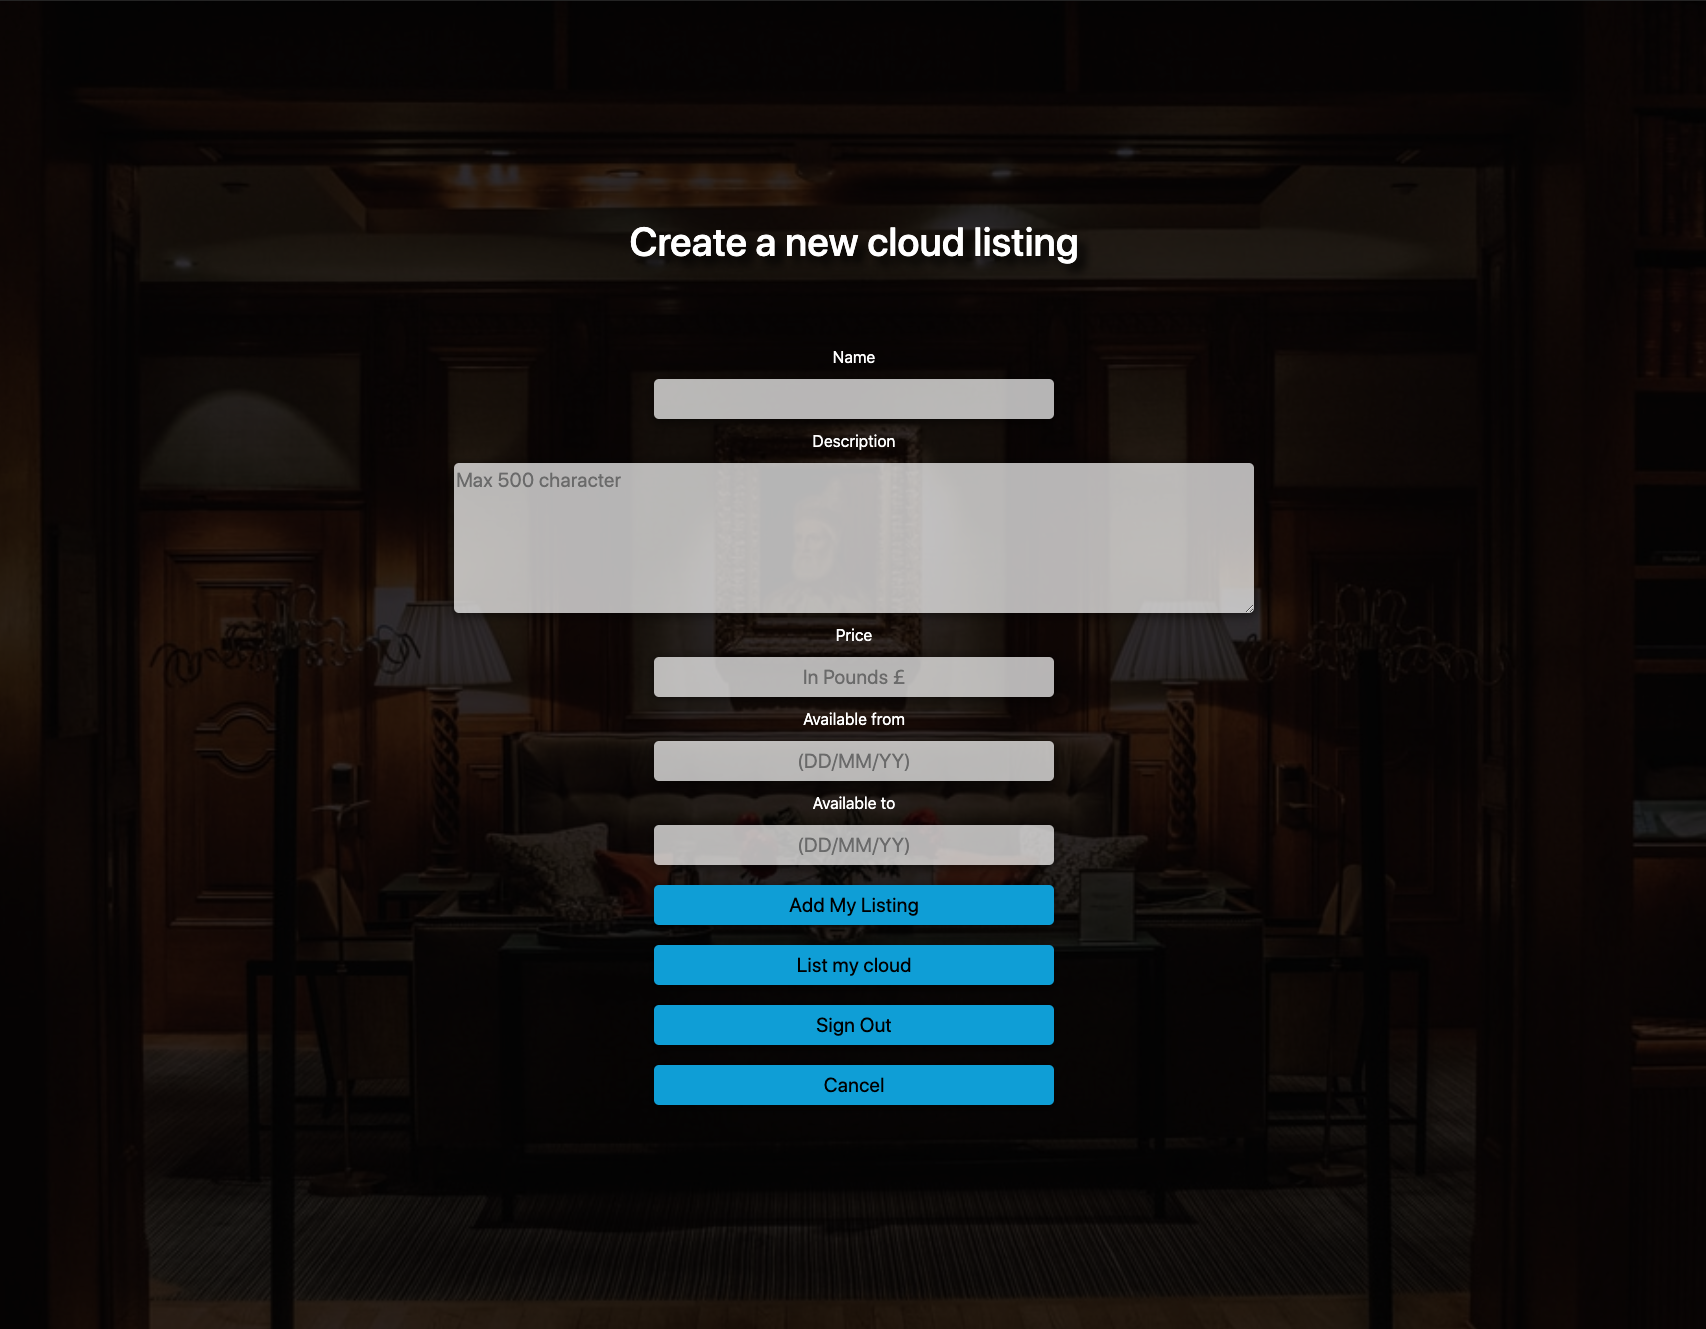 Create a new cloud listing
Name
Description
Max 500 character
Price
In Pounds £
Available from
(DD/MM/YY)
Available to
(DD/MM/YY)
Add My Listing
List my cloud
Sign Out
Cancel